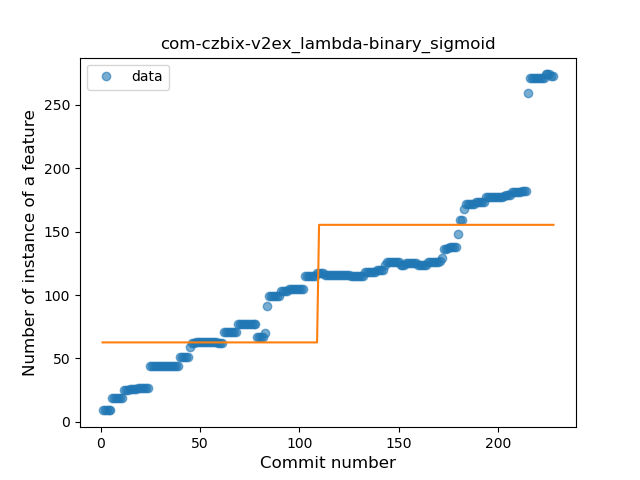 com-czbix-v2ex_lambda-binary_sigmoid
data
Number of instance of a feature
250
200
150
100
50
0
0 50 100 150 200
Commit number